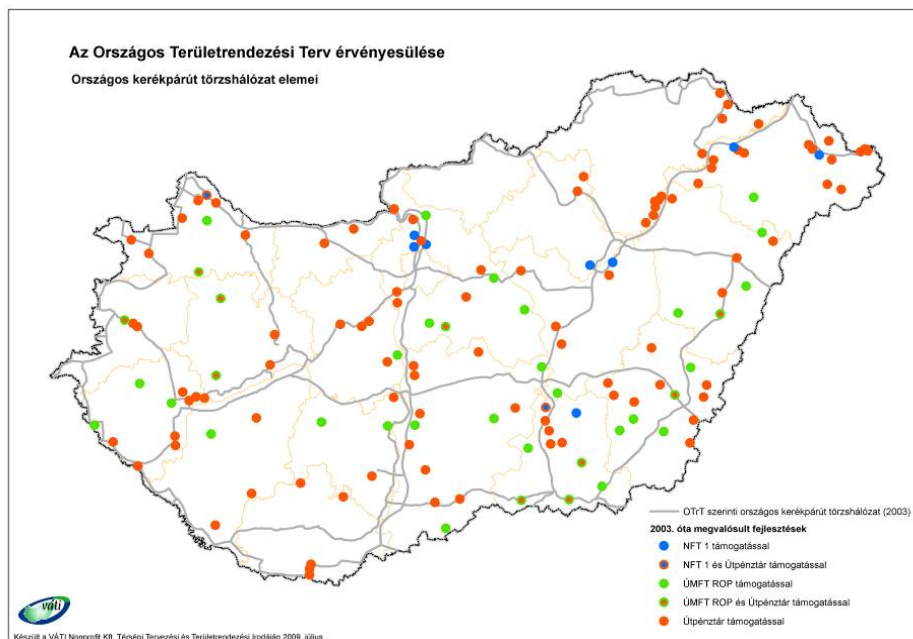 Az Országos Területrendezési Terv érvényesülése
Országos kerékpárút törzshálózat elemei
OTrT szerinti országos kerékpárút törzshálózat (2003)
2003. óta megvalósult fejlesztések
NFT 1 támogatással
NFT 1 és Útpénztár támogatással
ÚMFT ROP támogatással
ÚMFT ROP és Útpénztár támogatással
Útpénztár támogatással
váti
Készült a VÁTI Nonprofit Kft. Térségi Tervezési és Területrendezési Irodáján 2009. július